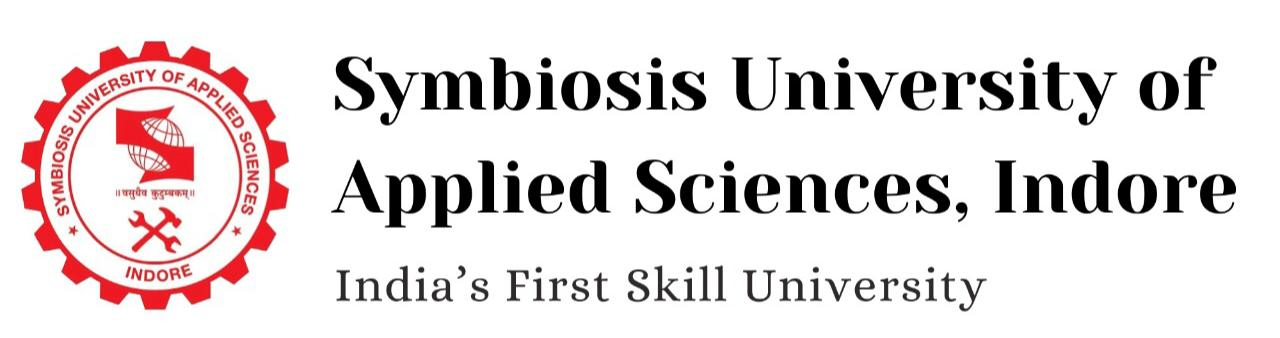 SYMBIOSIS UNIVERSITY OF APPLIED SCIENCES
॥ वसुधैव कुटुम्बकम् ॥
INDORE
Symbiosis University of
Applied Sciences, Indore
India’s First Skill University